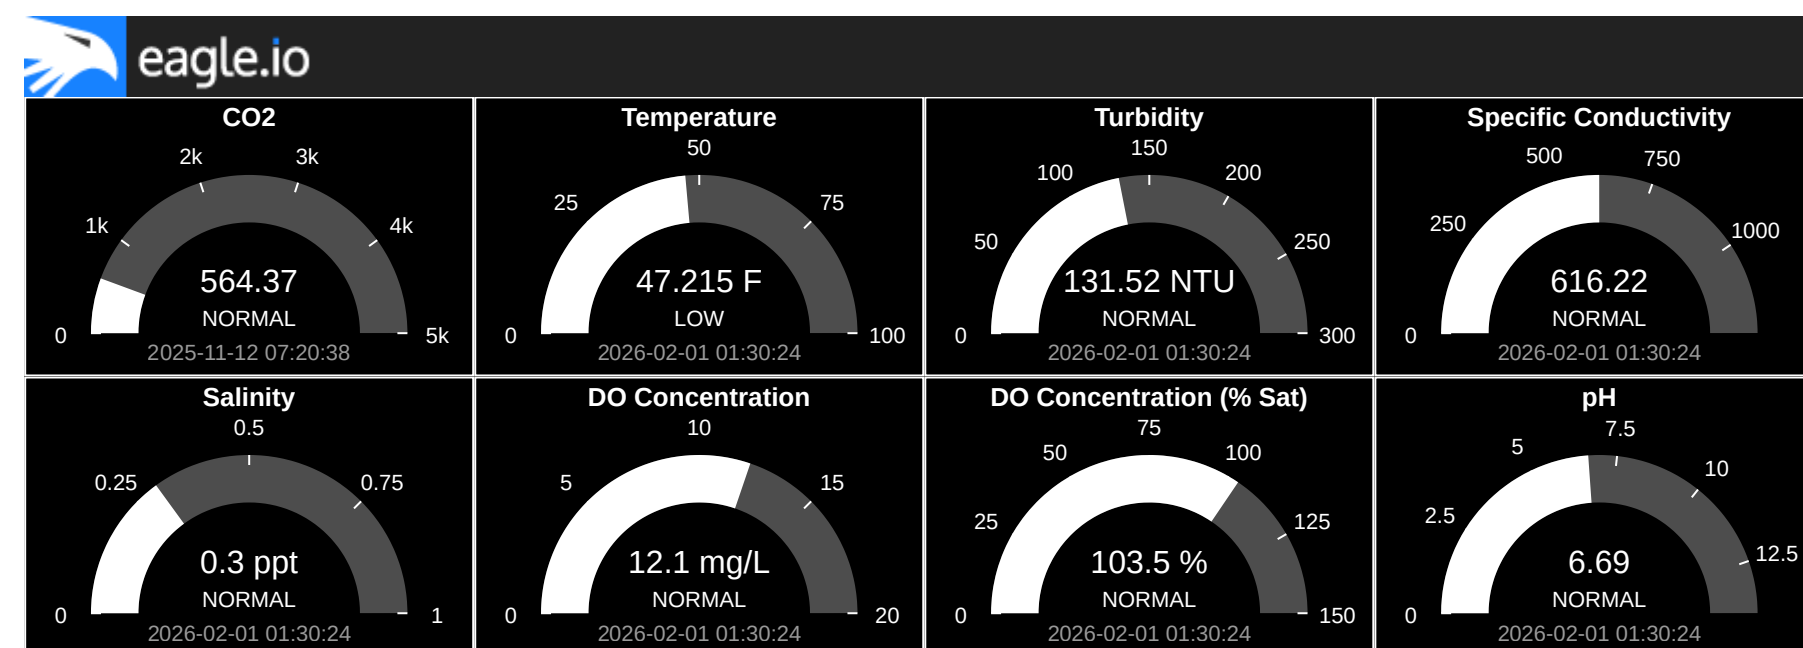 eagle.io
CO2
2k
3k
1k
4k
0
5k
564.37
NORMAL
2025-11-12 07:20:38
Temperature
50
25
75
0
100
47.215 F
LOW
2026-02-01 01:30:24
Turbidity
150
100
200
50
250
0
300
131.52 NTU
NORMAL
2026-02-01 01:30:24
Specific Conductivity
500
750
250
1000
0
616.22
NORMAL
2026-02-01 01:30:24
Salinity
0.5
0.25
0.75
0
1
0.3 ppt
NORMAL
2026-02-01 01:30:24
DO Concentration
10
5
15
0
20
12.1 mg/L
NORMAL
2026-02-01 01:30:24
DO Concentration (% Sat)
75
50
100
25
125
0
150
103.5 %
NORMAL
2026-02-01 01:30:24
pH
7.5
5
10
2.5
12.5
0
6.69
NORMAL
2026-02-01 01:30:24